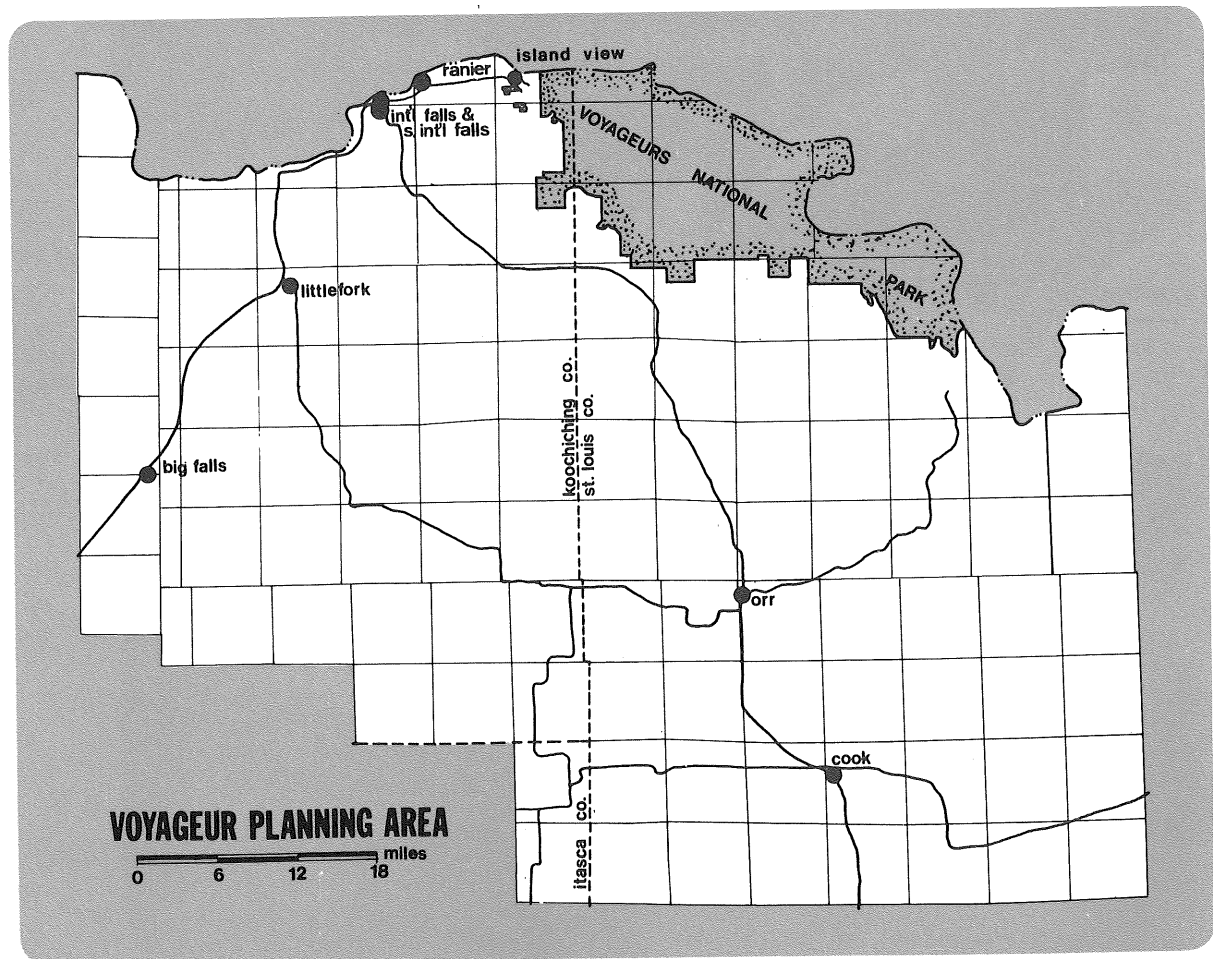 island view
ranier
int'l falls &
s. int'l falls
VOYAGEURS
NATIONAL
PARK
littlefork
koochiching co.
st. louis co.
big falls
orr
cook
itasca co.
VOYAGEUR PLANNING AREA
miles
0 6 12 18